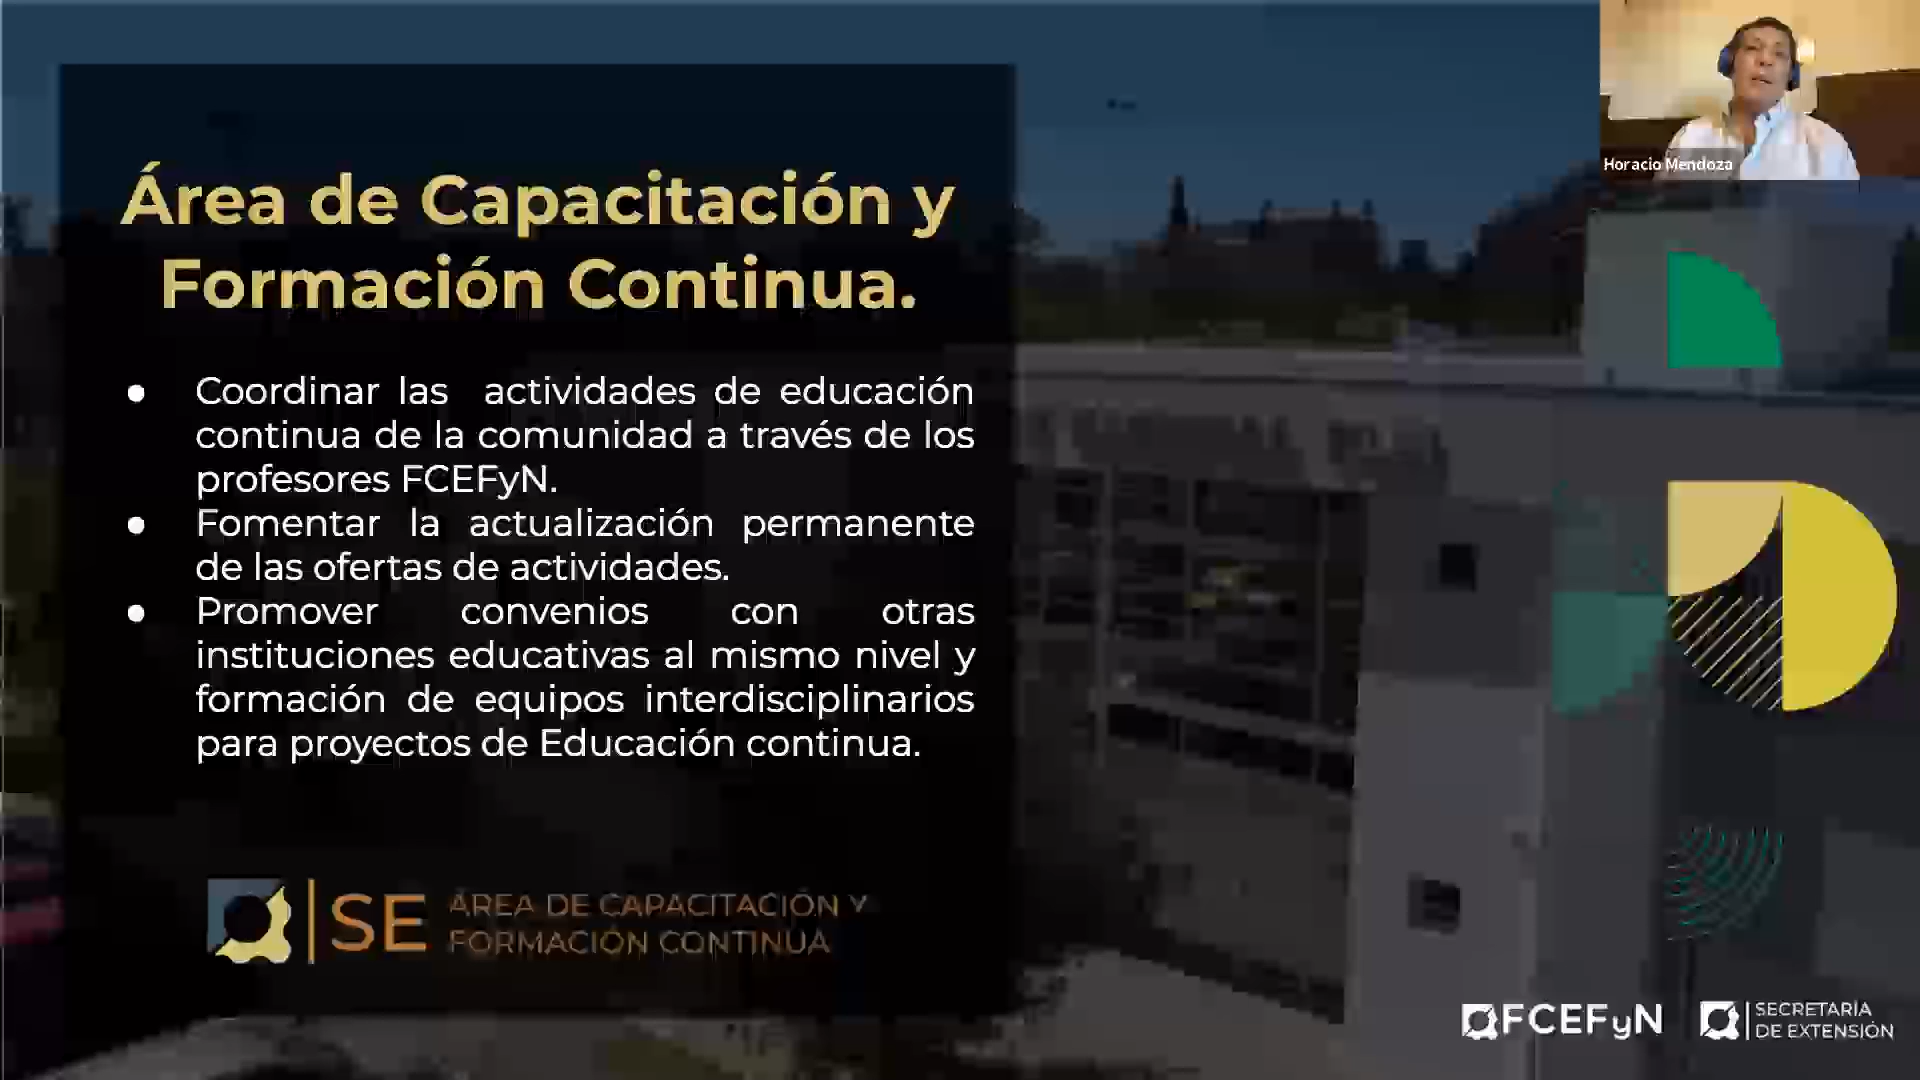 Horacio Mendoza
Área de Capacitación y
Formación Continua.
● Coordinar las actividades de educación
continua de la comunidad a través de los
profesores FCEFyN.
● Fomentar la actualización permanente
de las ofertas de actividades.
● Promover convenios con otras
instituciones educativas al mismo nivel y
formación de equipos interdisciplinarios
para proyectos de Educación continua.
SE
ÁREA DE CAPACITACIÓN Y
FORMACIÓN CONTINUA
FCEFyN
SECRETARÍA
DE EXTENSIÓN